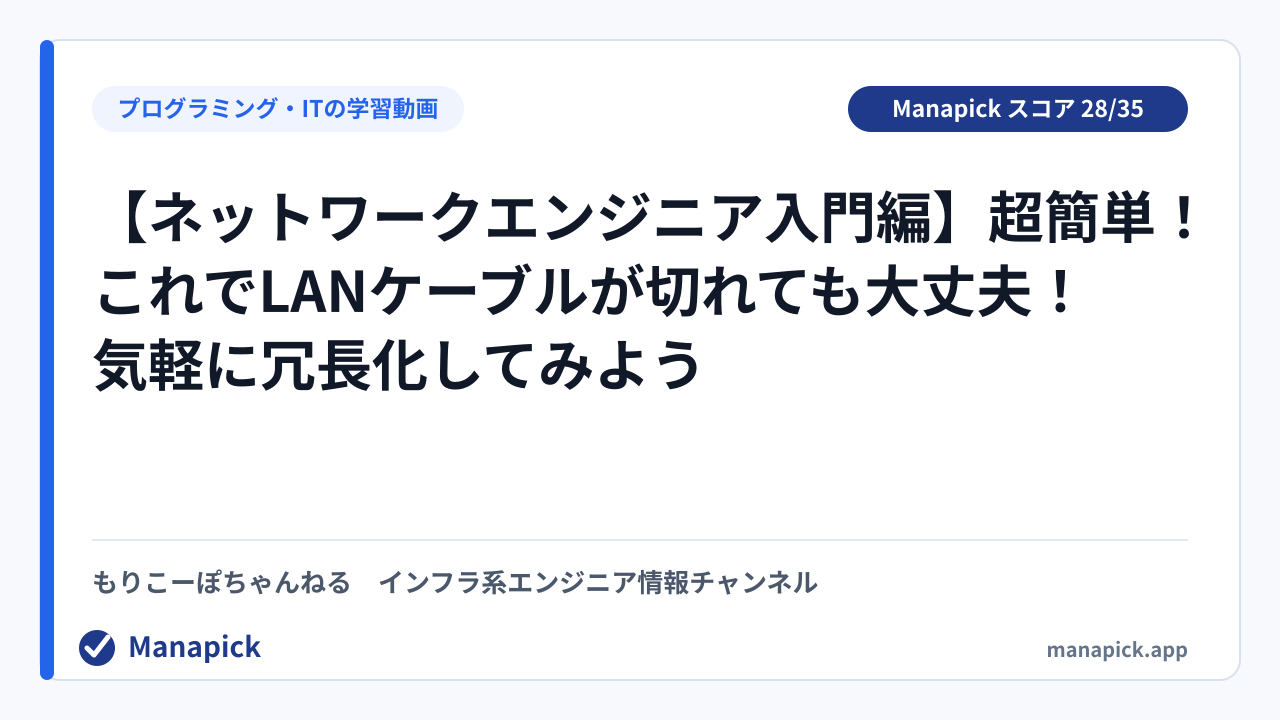 プログラミング・ITの学習動画
Manapick スコア 28/35
【ネットワークエンジニア入門編】超簡単！
これでLANケーブルが切れても大丈夫！
気軽に冗長化してみよう
もりこーぽちゃんねる　インフラ系エンジニア情報チャンネル
Manapick
manapick.app